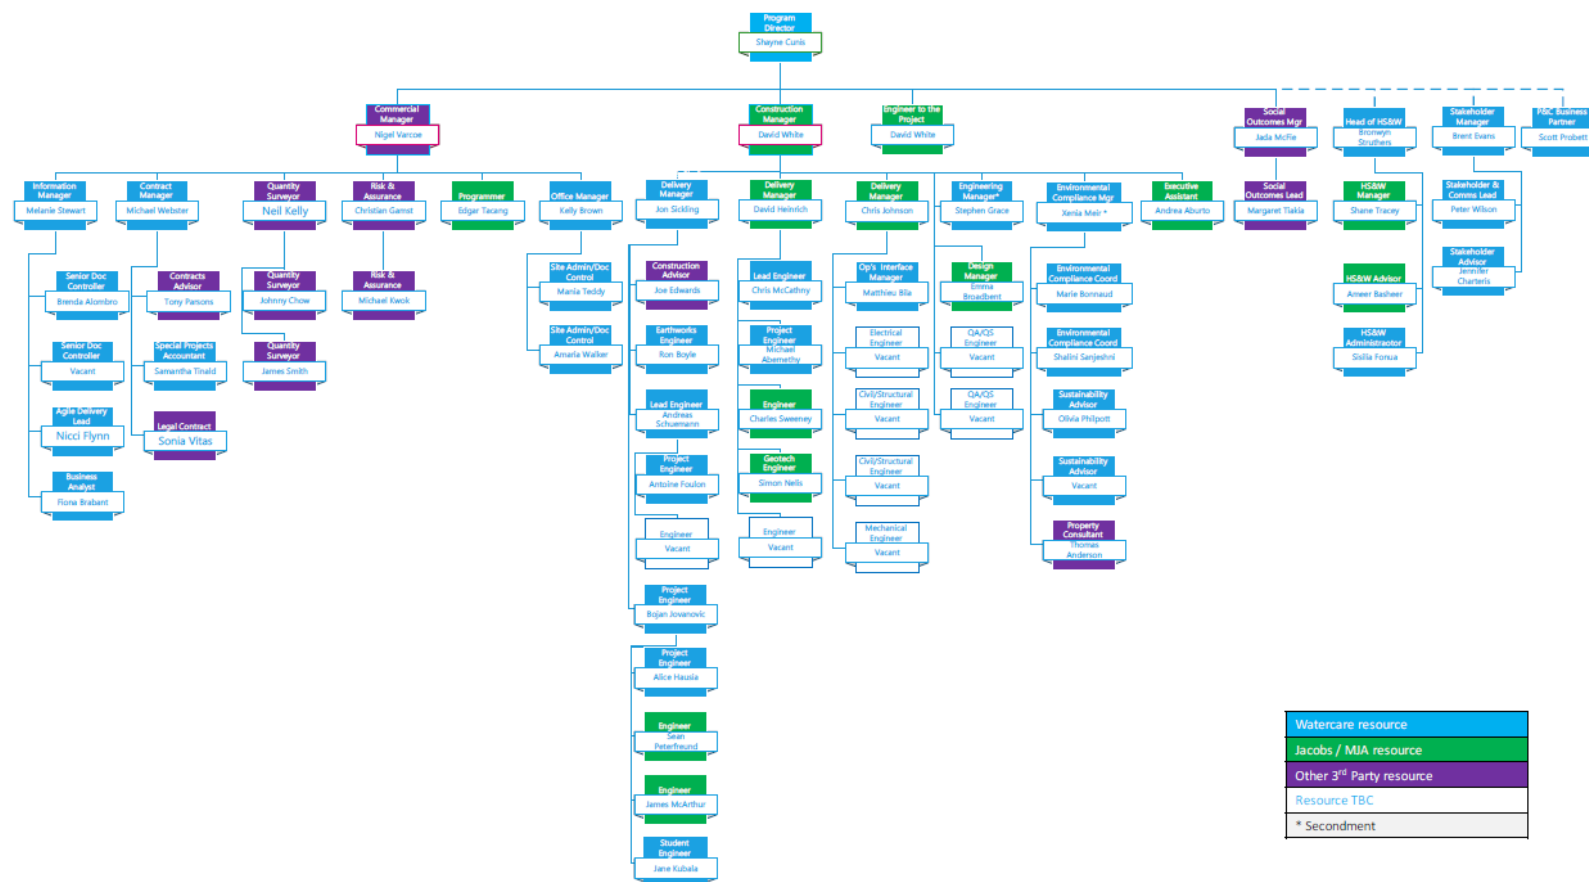 Program
Director
Shayne Cunis
Commercial
Manager
Nigel Varcoe
Construction
Manager
David White
Engineer to the
Project
David White
Social
Outcomes Mgr
Jada McFie
Head of HS&W
Bronwyn
Struthers
Stakeholder
Manager
Brent Evans
P&C Business
Partner
Scott Probett
Information
Manager
Melanie Stewart
Contract
Manager
Michael Webster
Quantity
Surveyor
Neil Kelly
Risk &
Assurance
Christian Gamst
Programmer
Edgar Tacang
Office Manager
Kelly Brown
Delivery
Manager
Jon Sickling
Delivery
Manager
David Heinrich
Delivery
Manager
Chris Johnson
Engineering
Manager*
Stephen Grace
Environmental
Compliance Mgr
Xenia Meir *
Executive
Assistant
Andrea Aburto
Social
Outcomes Lead
Margaret Tiakia
HS&W
Manager
Shane Tracey
Stakeholder &
Comms Lead
Peter Wilson
Senior Doc
Controller
Brenda Alombro
Contracts
Advisor
Tony Parsons
Quantity
Surveyor
Johnny Chow
Risk &
Assurance
Michael Kwok
Site Admin/Doc
Control
Mania Teddy
Construction
Advisor
Joe Edwards
Lead Engineer
Chris McCathny
Op's Interface
Manager
Matthieu Bila
Design
Manager
Emma
Broadbent
Environmental
Compliance Coord
Marie Bonnaud
HS&W Advisor
Ameer Basheer
Stakeholder
Advisor
Jennifer
Charteris
Senior Doc
Controller
Vacant
Special Projects
Accountant
Samantha Tinald
Quantity
Surveyor
James Smith
Site Admin/Doc
Control
Amaria Walker
Earthworks
Engineer
Ron Boyle
Project
Engineer
Michael
Abernethy
Electrical
Engineer
Vacant
QA/QS
Engineer
Vacant
Environmental
Compliance Coord
Shalini Sanjeshni
HS&W
Administraotor
Sisilia Fonua
Agile Delivery
Lead
Nicci Flynn
Legal Contract
Sonia Vitas
Lead Engineer
Andreas
Schuemann
Engineer
Charles Sweeney
Civil/Structural
Engineer
Vacant
QA/QS
Engineer
Vacant
Sustainability
Advisor
Olivia Philpott
Business
Analyst
Fiona Brabant
Project
Engineer
Antoine Foulon
Geotech
Engineer
Simon Nells
Civil/Structural
Engineer
Vacant
Sustainability
Advisor
Vacant
Engineer
Vacant
Engineer
Vacant
Mechanical
Engineer
Vacant
Property
Consultant
Thomas
Anderson
Project
Engineer
Bojan Jovanovic
Project
Engineer
Alice Hausia
Engineer
Sean
Peterfreund
Engineer
James McArthur
Student
Engineer
Jane Kubala
Watercare resource
Jacobs / MJA resource
Other 3rd Party resource
Resource TBC
* Secondment